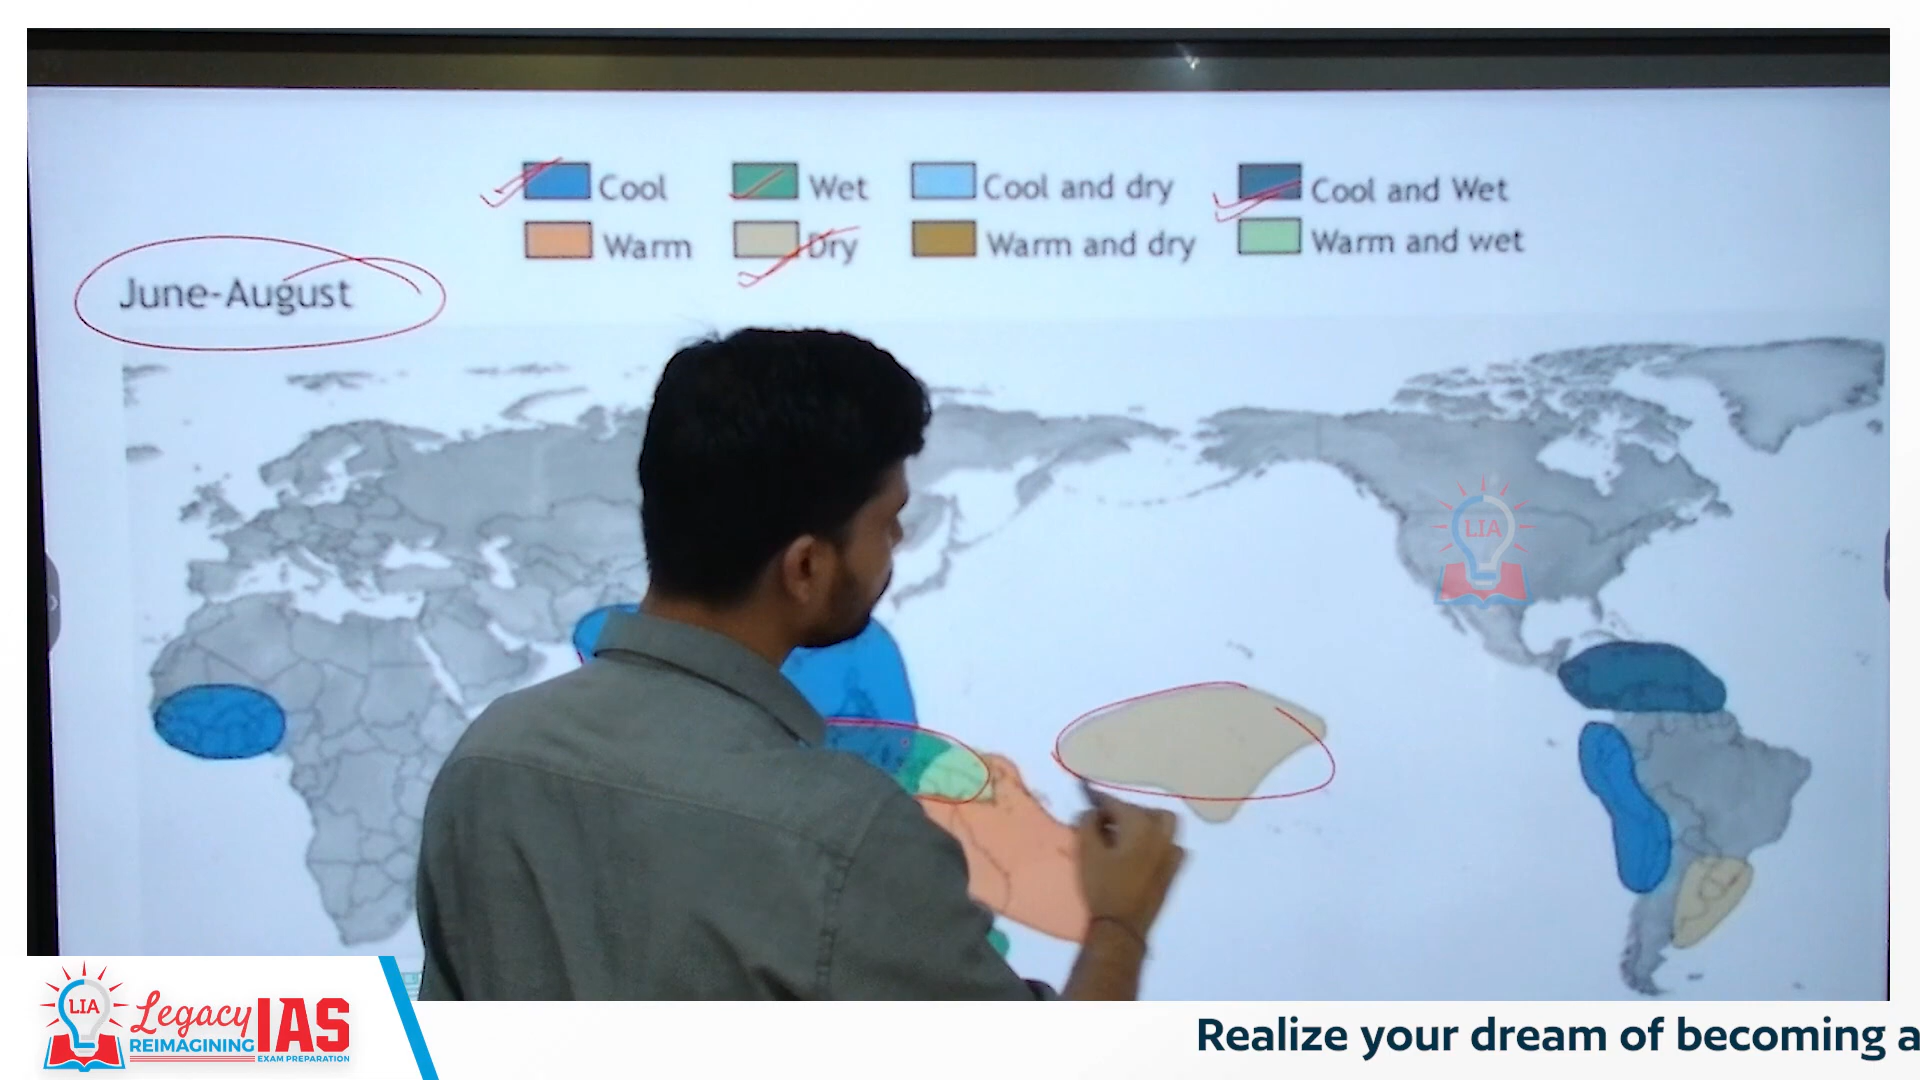 Cool Wet Cool and dry Cool and Wet
Warm Dry Warm and dry Warm and wet
June-August
LIA
LIA
Legacy IAS
REIMAGINING
EXAM PREPARATION
Realize your dream of becoming a